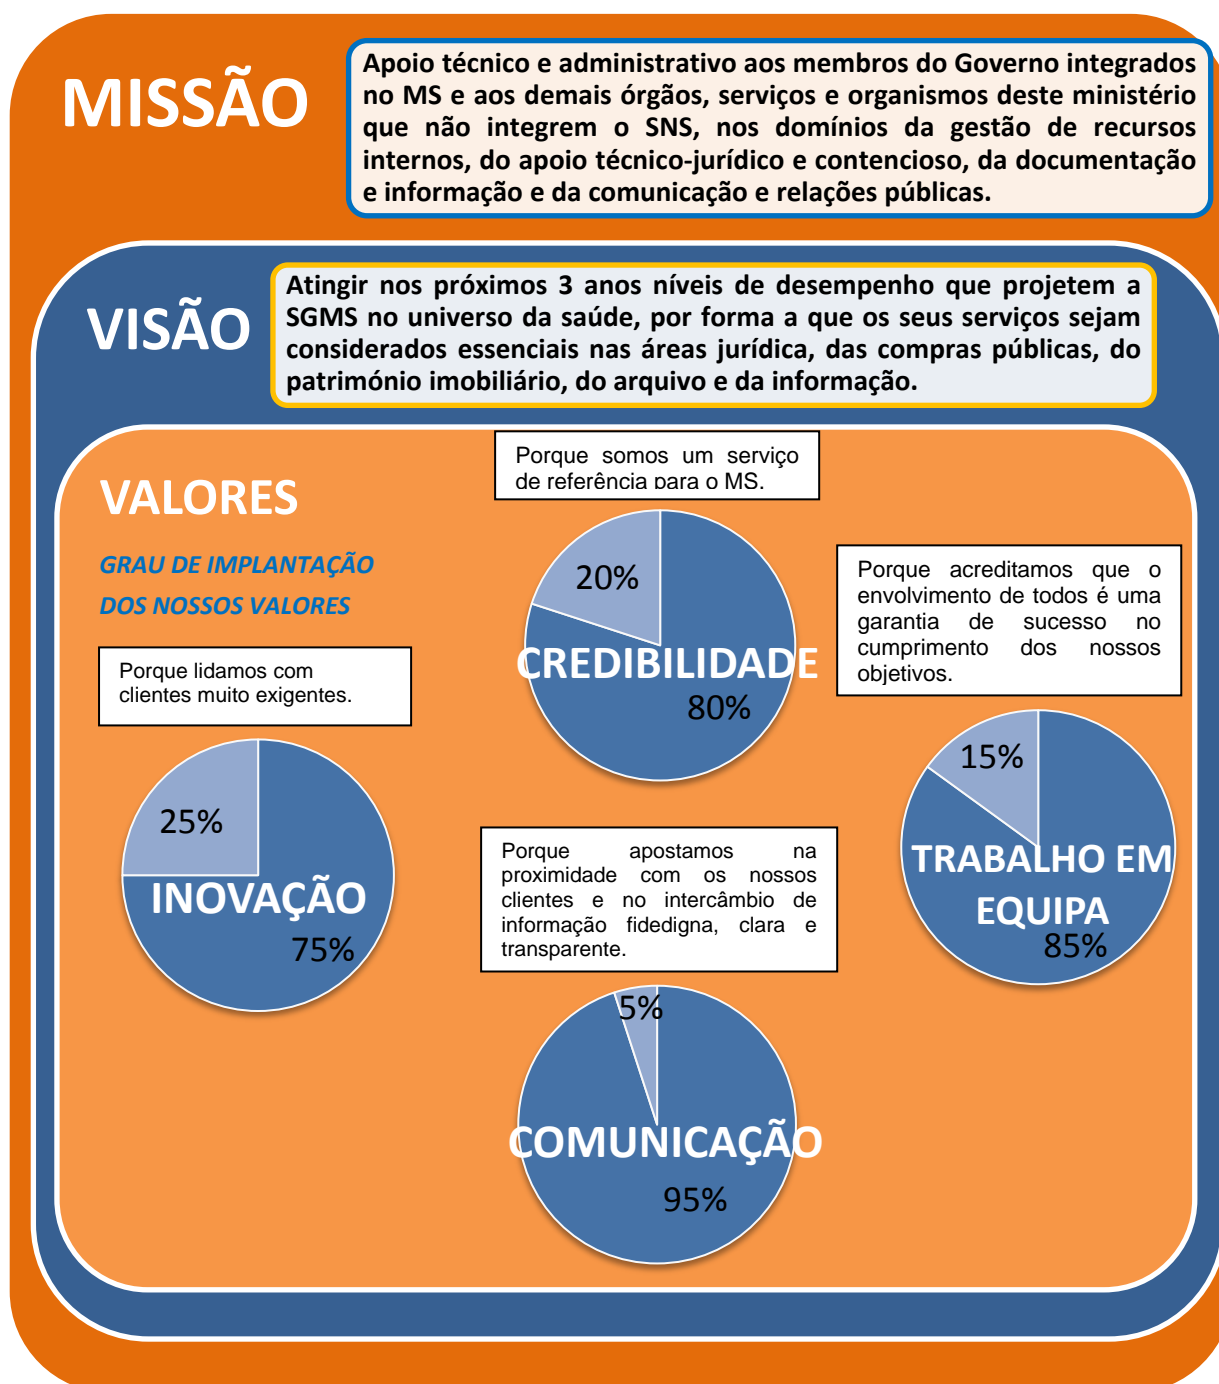 MISSÃO
Apoio técnico e administrativo aos membros do Governo integrados
no MS e aos demais órgãos, serviços e organismos deste ministério
que não integrem o SNS, nos domínios da gestão de recursos
internos, do apoio técnico-jurídico e contencioso, da documentação
e informação e da comunicação e relações públicas.
VISÃO
Atingir nos próximos 3 anos níveis de desempenho que projetem a
SGMS no universo da saúde, por forma a que os seus serviços sejam
considerados essenciais nas áreas jurídica, das compras públicas, do
património imobiliário, do arquivo e da informação.
VALORES
GRAU DE IMPLANTAÇÃO
DOS NOSSOS VALORES
Porque somos um serviço
de referência para o MS.
20%
CREDIBILIDADE
80%
Porque acreditamos que o
envolvimento de todos é uma
garantia de sucesso no
cumprimento dos nossos
objetivos.
15%
TRABALHO EM
EQUIPA
85%
Porque lidamos com
clientes muito exigentes.
25%
INOVAÇÃO
75%
Porque apostamos na
proximidade com os nossos
clientes e no intercâmbio de
informação fidedigna, clara e
transparente.
5%
COMUNICAÇÃO
95%